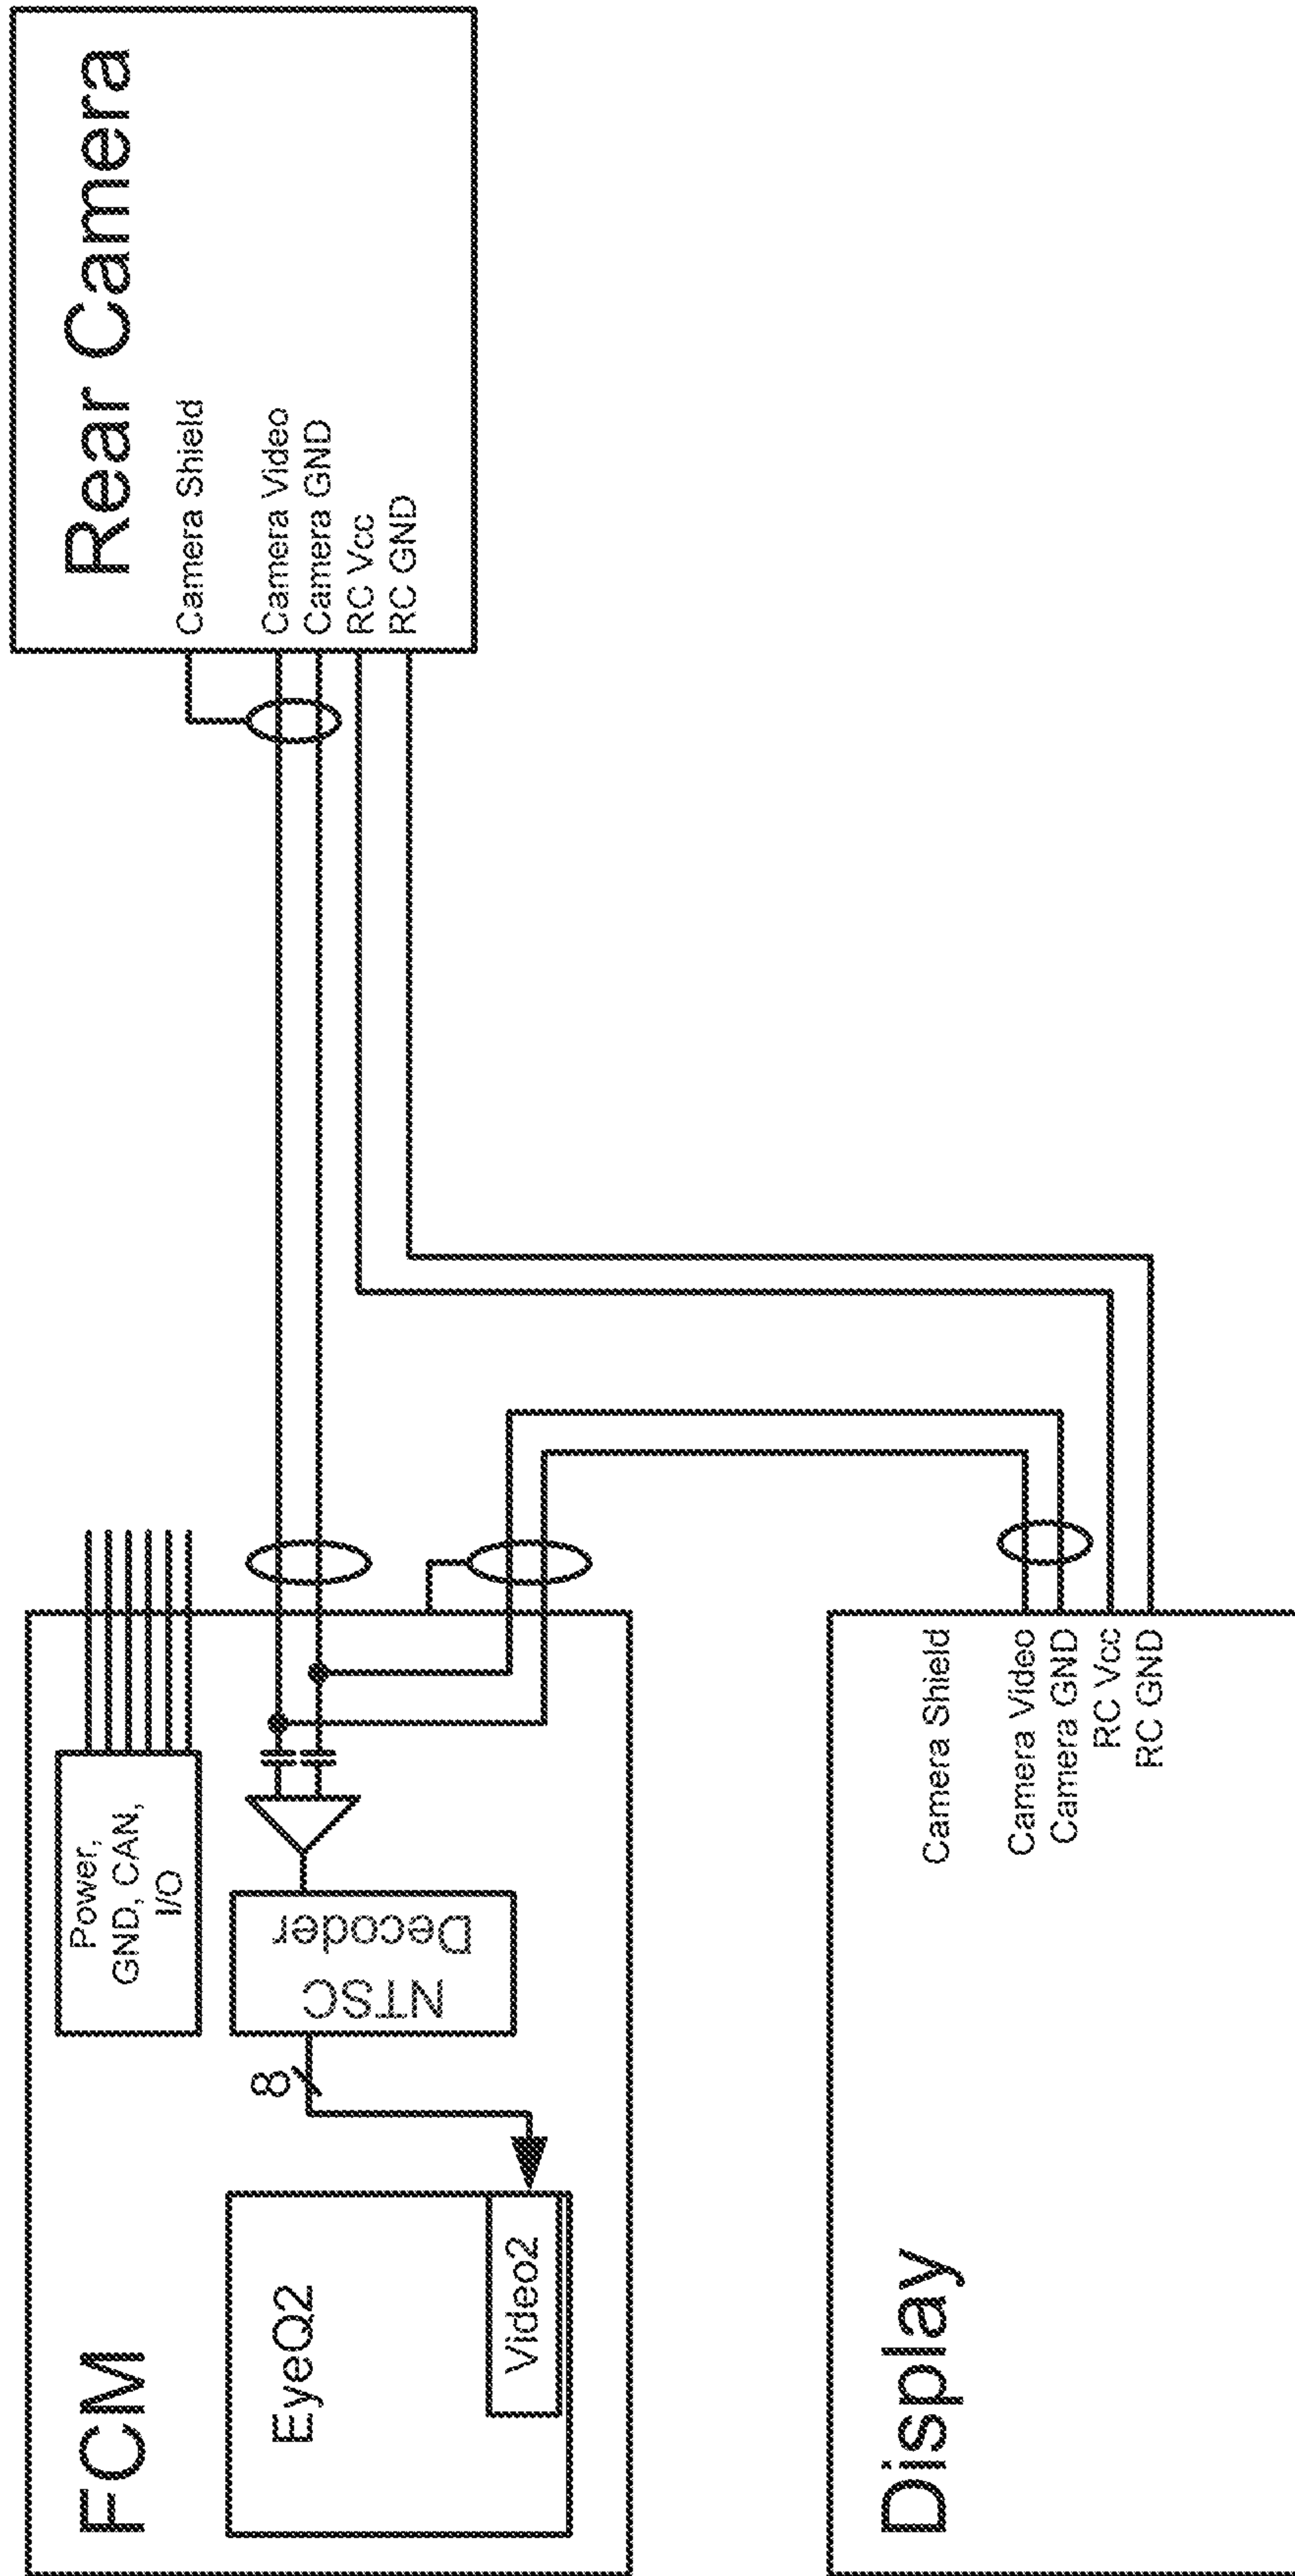 FCM
Power,
GND, CAN,
I/O
EyeQ2
Video2
8
NTSC
Decoder
Rear Camera
Camera Shield
Camera Video
Camera GND
RC Vcc
RC GND
Display
Camera Shield
Camera Video
Camera GND
RC Vcc
RC GND